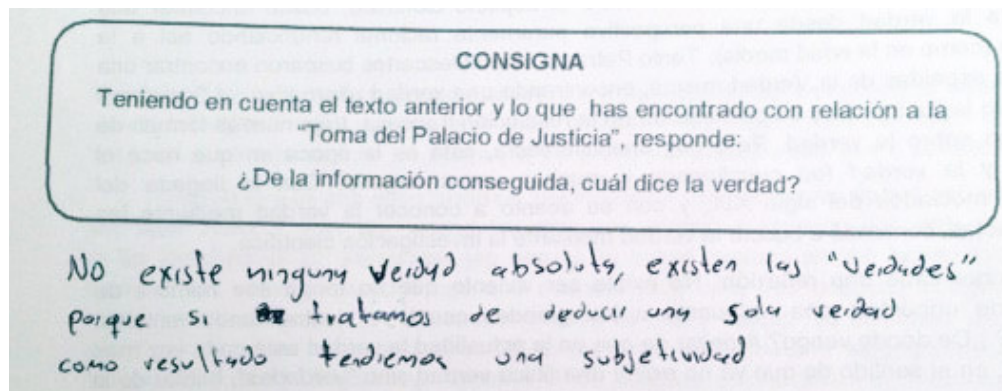 CONSIGNA
Teniendo en cuenta el texto anterior y lo que has encontrado con relación a la
“Toma del Palacio de Justicia”, responde:
¿De la información conseguida, cuál dice la verdad?
No existe ninguna verdad absoluta, existen las "verdades"
porque si tratamos de deducir una sola verdad
como resultado tendremos una subjetividad